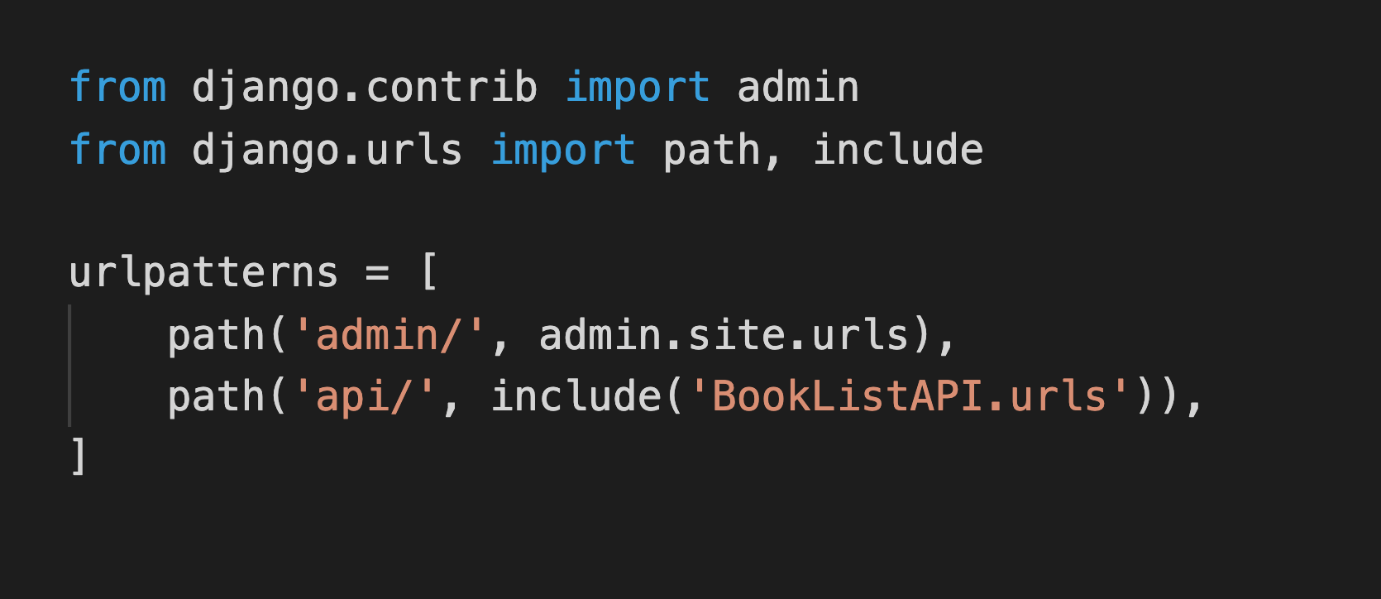 from django.contrib import admin
from django.urls import path, include

urlpatterns = [
    path('admin/', admin.site.urls),
    path('api/', include('BookListAPI.urls')),
]